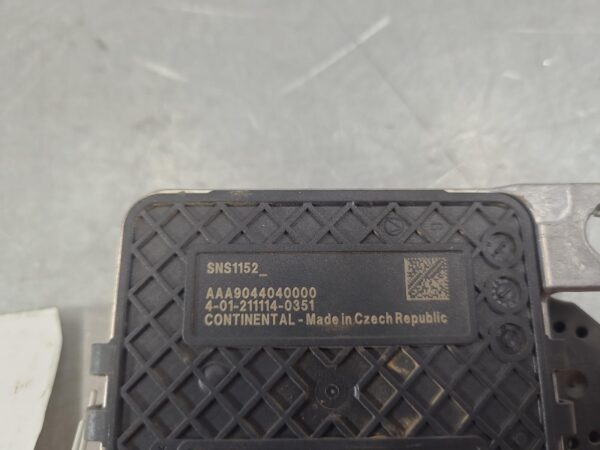 SNS1152_
AAA9044040000
4-01-211114-0351
CONTINENTAL - Made in Czech Republic